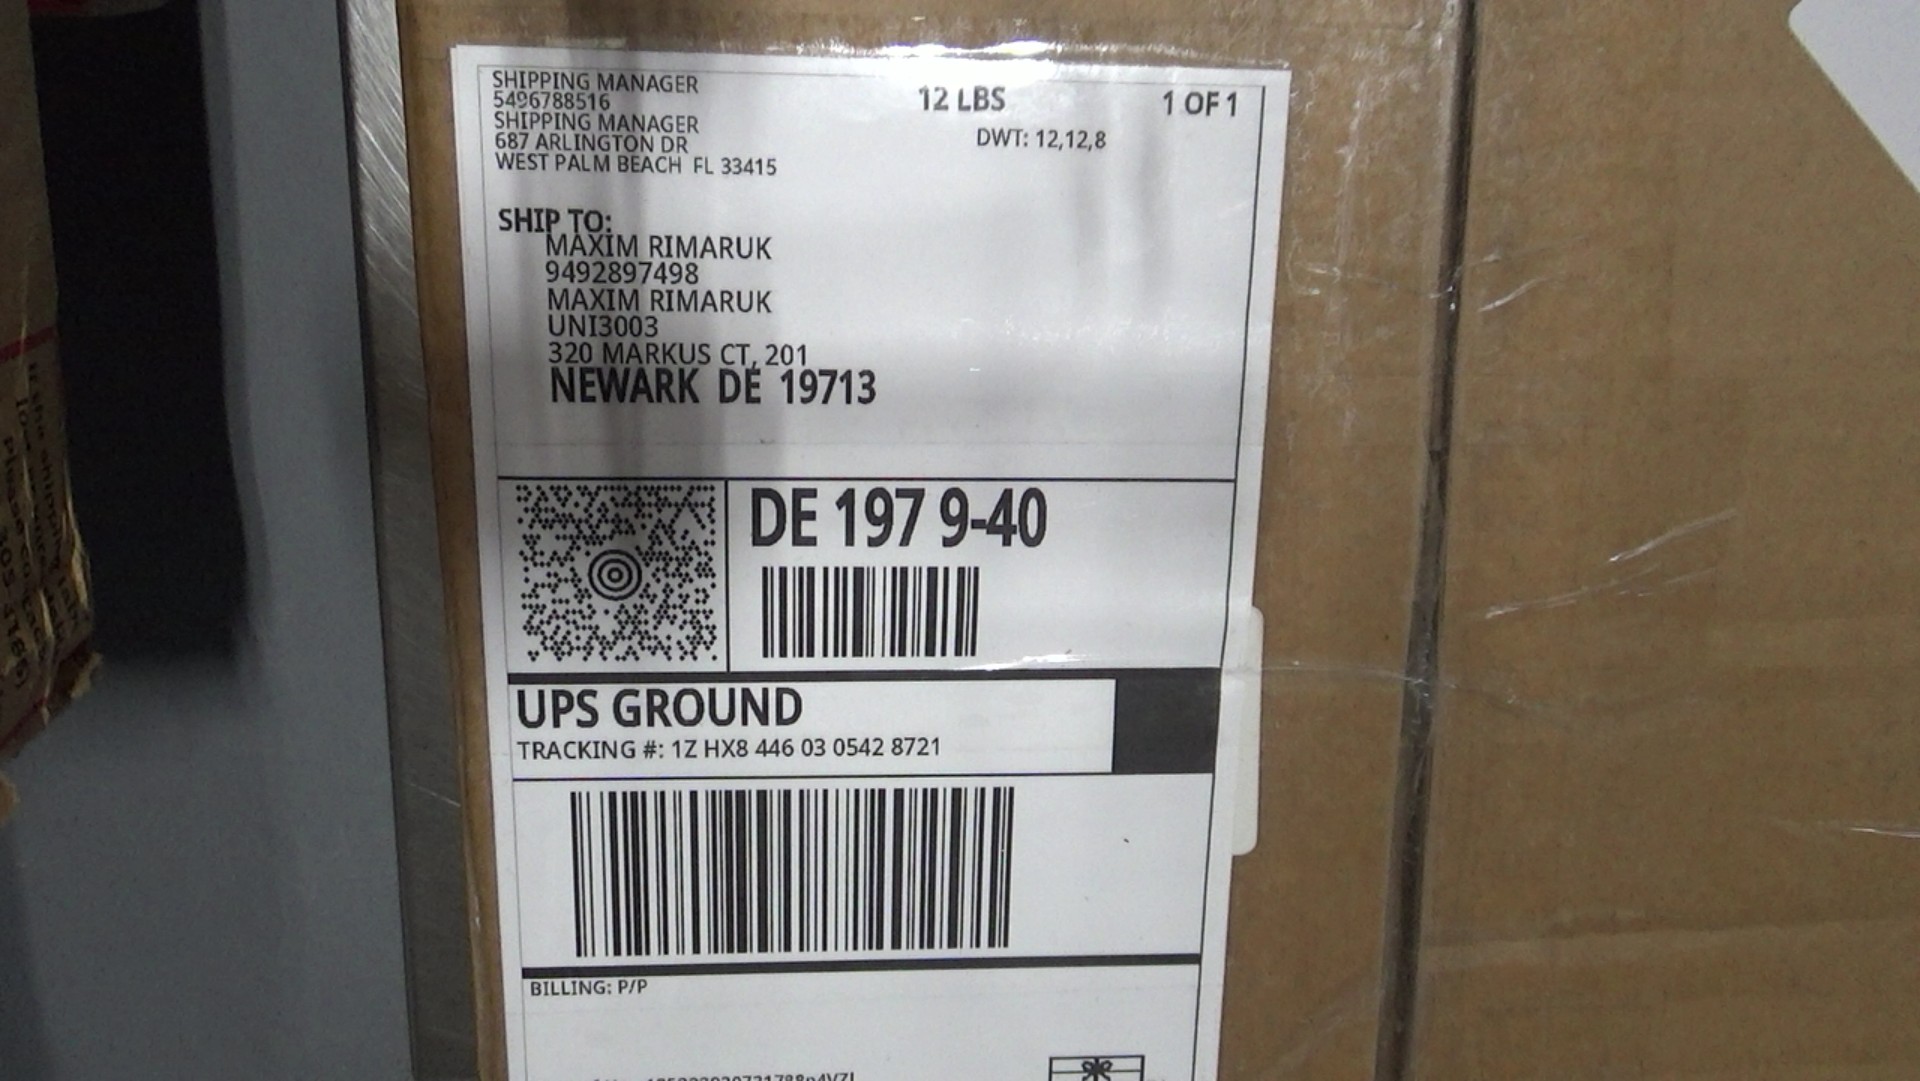 SHIPPING MANAGER
5496788516
SHIPPING MANAGER
687 ARLINGTON DR
WEST PALM BEACH FL 33415
12 LBS
1 OF 1
DWT: 12,12,8
SHIP TO:
MAXIM RIMARUK
9492897498
MAXIM RIMARUK
UNI3003
320 MARKUS CT, 201
NEWARK DE 19713
DE 197 9-40
UPS GROUND
TRACKING #: 1Z HX8 446 03 0542 8721
BILLING: P/P